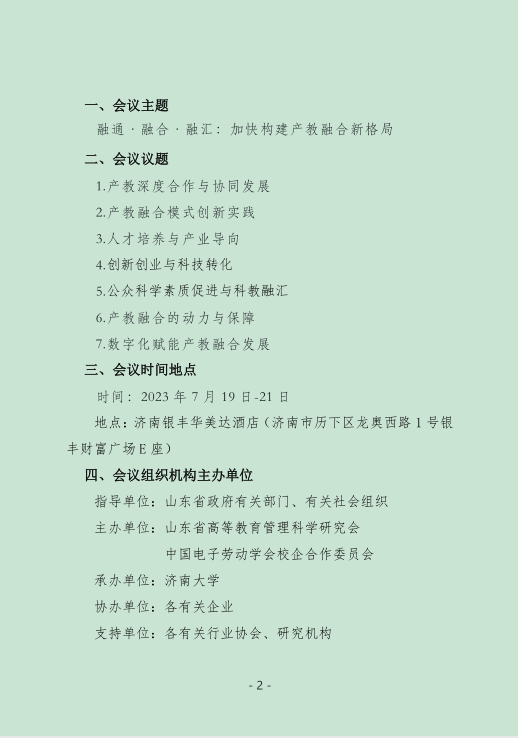 一、会议主题
融通·融合·融汇：加快构建产教融合新格局
二、会议议题
1.产教深度合作与协同发展
2.产教融合模式创新实践
3.人才培养与产业导向
4.创新创业与科技转化
5.公众科学素质促进与科教融汇
6.产教融合的动力与保障
7.数字化赋能产教融合发展
三、会议时间地点
时间：2023 年 7 月 19 日-21 日
地点：济南银丰华美达酒店（济南市历下区龙奥西路 1 号银
丰财富广场 E 座）
四、会议组织机构主办单位
指导单位：山东省政府有关部门、有关社会组织
主办单位：山东省高等教育管理科学研究会
中国电子劳动学会校企合作委员会
承办单位：济南大学
协办单位：各有关企业
支持单位：各有关行业协会、研究机构
- 2 -